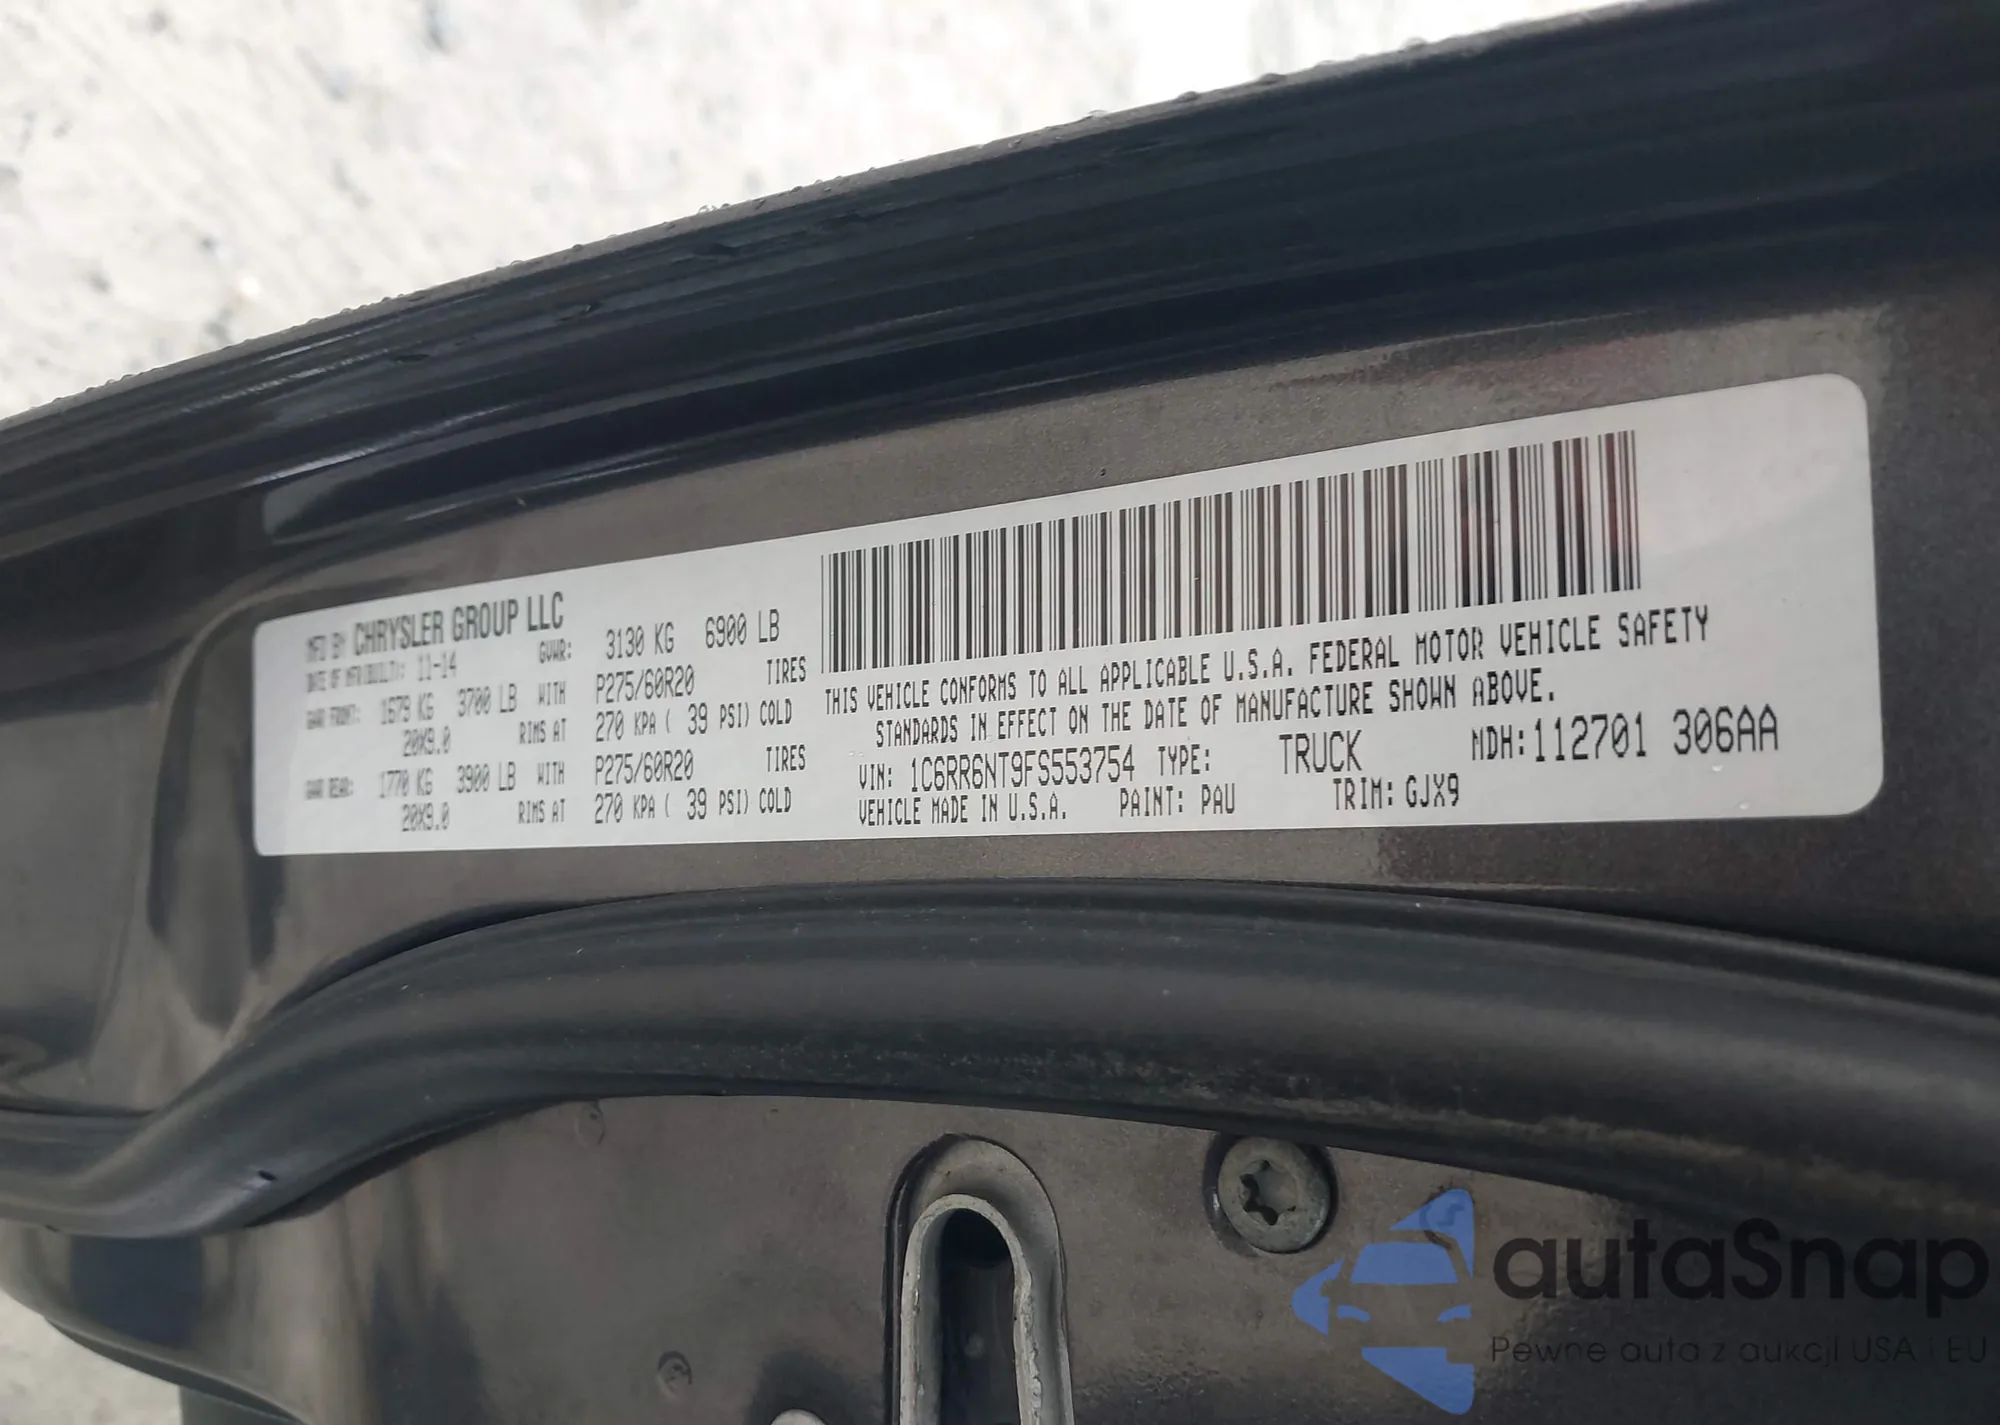 MFD BY CHRYSLER GROUP LLC
DATE OF MFR(BUILT): 11-14 GVWR: 3130 KG 6900 LB
GAWR FRONT: 1679 KG 3700 LB WITH P275/60R20 TIRES
20X9.0 RIMS AT 270 KPA ( 39 PSI) COLD
GAWR REAR: 1770 KG 3900 LB WITH P275/60R20 TIRES
20X9.0 RIMS AT 270 KPA ( 39 PSI) COLD
THIS VEHICLE CONFORMS TO ALL APPLICABLE U.S.A. FEDERAL MOTOR VEHICLE SAFETY
STANDARDS IN EFFECT ON THE DATE OF MANUFACTURE SHOWN ABOVE.
VIN: 1C6RR6NT9FS553754 TYPE: TRUCK MDH:112701 306AA
VEHICLE MADE IN U.S.A. PAINT: PAU TRIM: GJX9
autaSnap
Pewne auta z aukcji USA i EU